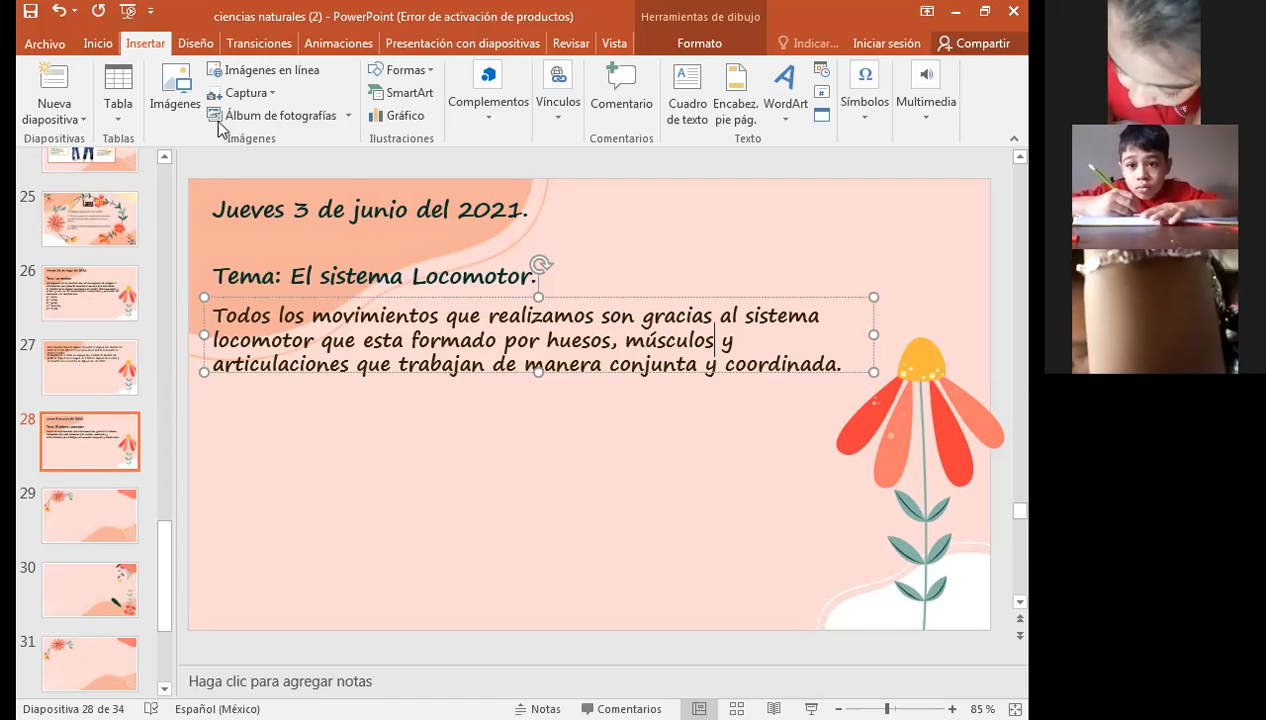 ciencias naturales (2) - PowerPoint (Error de activación de productos)
Herramientas de dibujo
Archivo
Inicio
Insertar
Diseño
Transiciones
Animaciones
Presentación con diapositivas
Revisar
Vista
Formato
Indicar...
Iniciar sesión
Compartir
Nueva
diapositiva
Diapositivas
Tabla
Tablas
Imágenes
Imágenes en línea
Captura
Álbum de fotografías
Imágenes
Formas
SmartArt
Gráfico
Ilustraciones
Complementos
Vínculos
Comentario
Comentarios
Cuadro
de texto
Encabez.
pie pág.
WordArt
Texto
Símbolos
Multimedia
25
26
27
28
29
30
31
Jueves 3 de junio del 2021.
Tema: El sistema Locomotor.
Todos los movimientos que realizamos son gracias al sistema
locomotor que esta formado por huesos, músculos y
articulaciones que trabajan de manera conjunta y coordinada.
Haga clic para agregar notas
Diapositiva 28 de 34
Español (México)
Notas
Comentarios
85 %